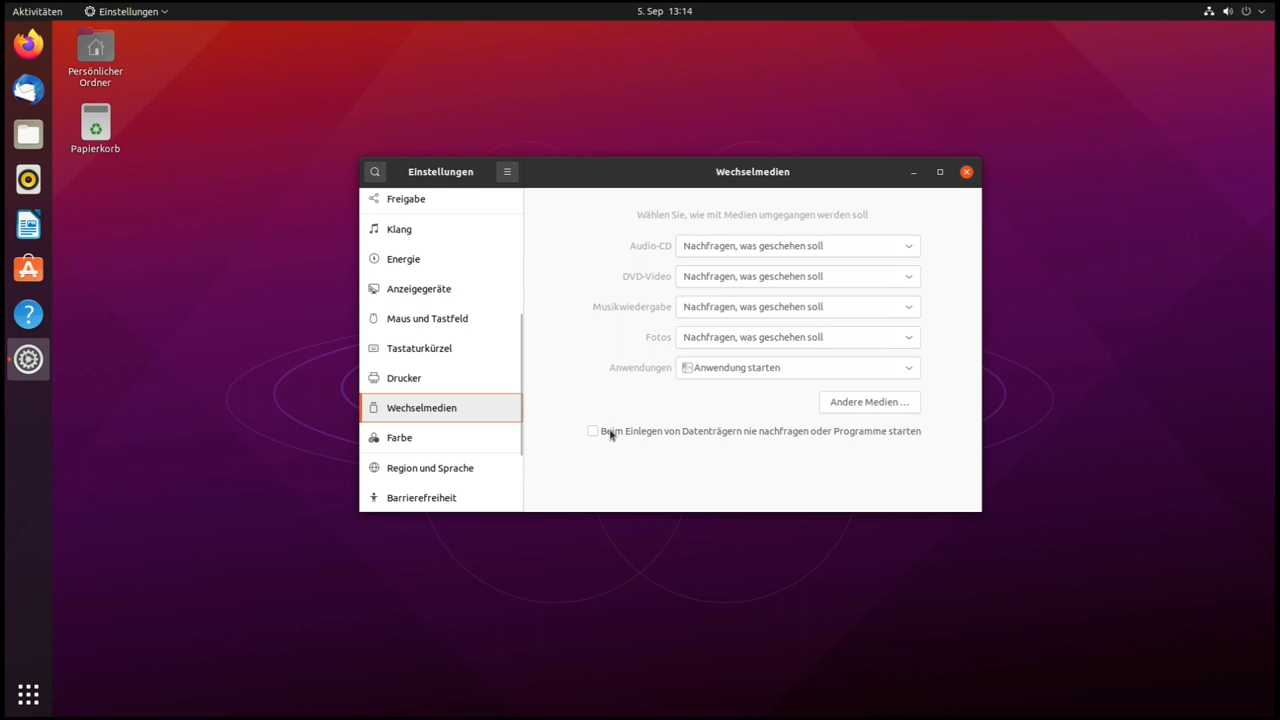 Aktivitäten
Einstellungen
5. Sep 13:14
Persönlicher
Ordner
Papierkorb
Einstellungen
Wechselmedien
Freigabe
Klang
Energie
Anzeigegeräte
Maus und Tastfeld
Tastaturkürzel
Drucker
Wechselmedien
Farbe
Region und Sprache
Barrierefreiheit
Wählen Sie, wie mit Medien umgegangen werden soll
Audio-CD Nachfragen, was geschehen soll
DVD-Video Nachfragen, was geschehen soll
Musikwiedergabe Nachfragen, was geschehen soll
Fotos Nachfragen, was geschehen soll
Anwendungen Anwendung starten
Andere Medien …
Beim Einlegen von Datenträgern nie nachfragen oder Programme starten